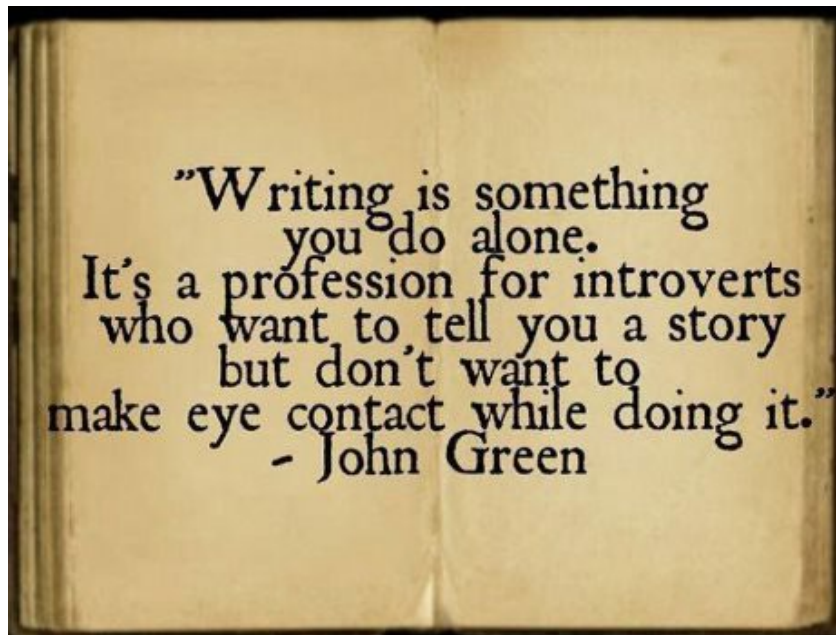 ”Writing is something
you do alone.
It's a profession for introverts
who want to tell you a story
but don't want to
make eye contact while doing it.”
- John Green